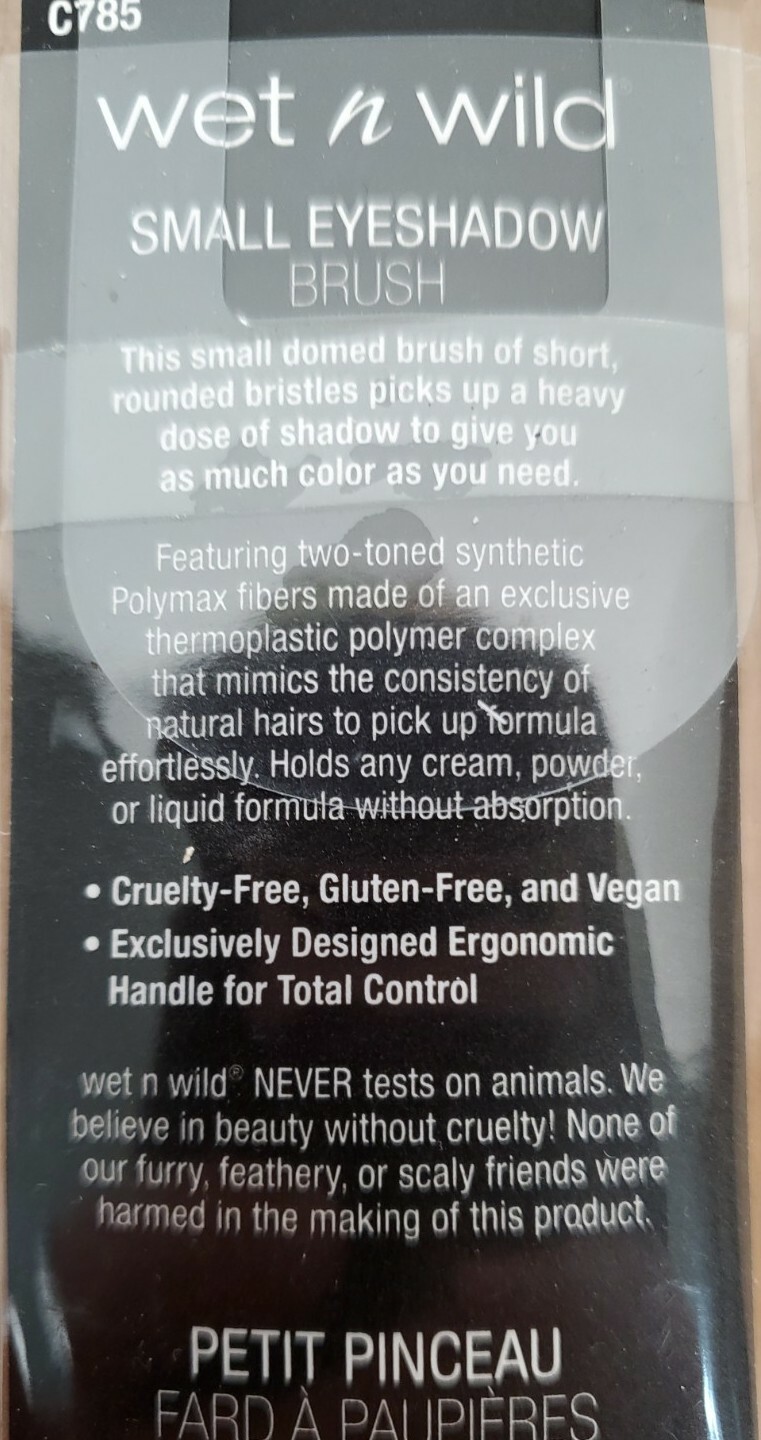 C785
wet n wild®
SMALL EYESHADOW
BRUSH
This small domed brush of short,
rounded bristles picks up a heavy
dose of shadow to give you
as much color as you need.
Featuring two-toned synthetic
Polymax fibers made of an exclusive
thermoplastic polymer complex
that mimics the consistency of
natural hairs to pick up formula
effortlessly. Holds any cream, powder,
or liquid formula without absorption.
• Cruelty-Free, Gluten-Free, and Vegan
• Exclusively Designed Ergonomic
Handle for Total Control
wet n wild® NEVER tests on animals. We
believe in beauty without cruelty! None of
our furry, feathery, or scaly friends were
harmed in the making of this product.
PETIT PINCEAU
FARD À PAUPIÈRES